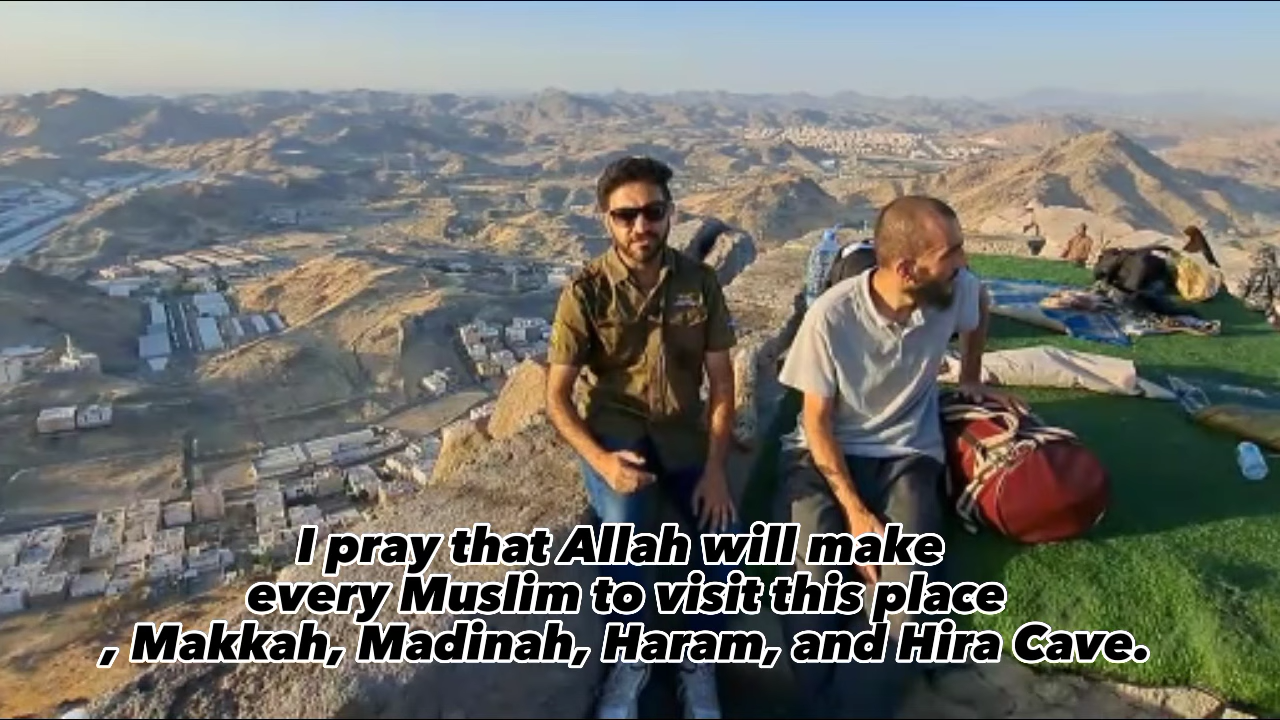 I pray that Allah will make
every Muslim to visit this place
, Makkah, Madinah, Haram, and Hira Cave.